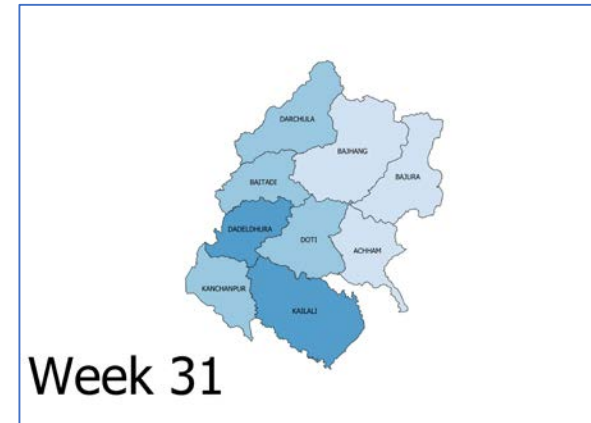 DARCHULA
BAJHANG
BAJURA
BAITADI
DADELDHURA
DOTI
ACHHAM
KANCHANPUR
KAILALI
Week 31